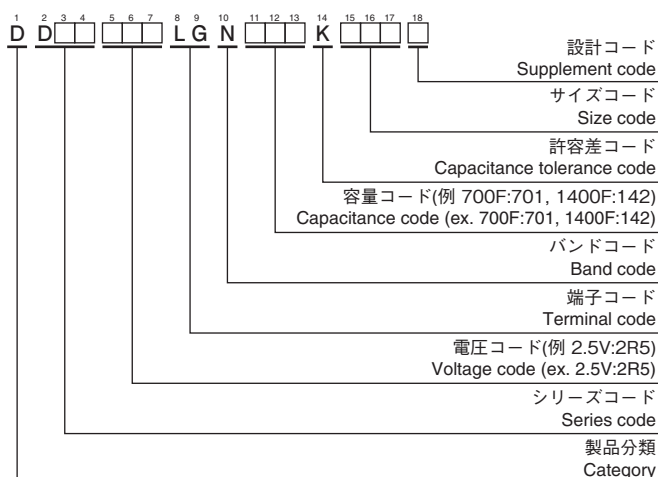 1 2 3 4 5 6 7 8 9 10 11 12 13 14 15 16 17 18
D D□□ □□□ L G N □□□ K □□□ □
設計コード
Supplement code
サイズコード
Size code
許容差コード
Capacitance tolerance code
容量コード(例 700F:701, 1400F:142)
Capacitance code (ex. 700F:701, 1400F:142)
バンドコード
Band code
端子コード
Terminal code
電圧コード(例 2.5V:2R5)
Voltage code (ex. 2.5V:2R5)
シリーズコード
Series code
製品分類
Category